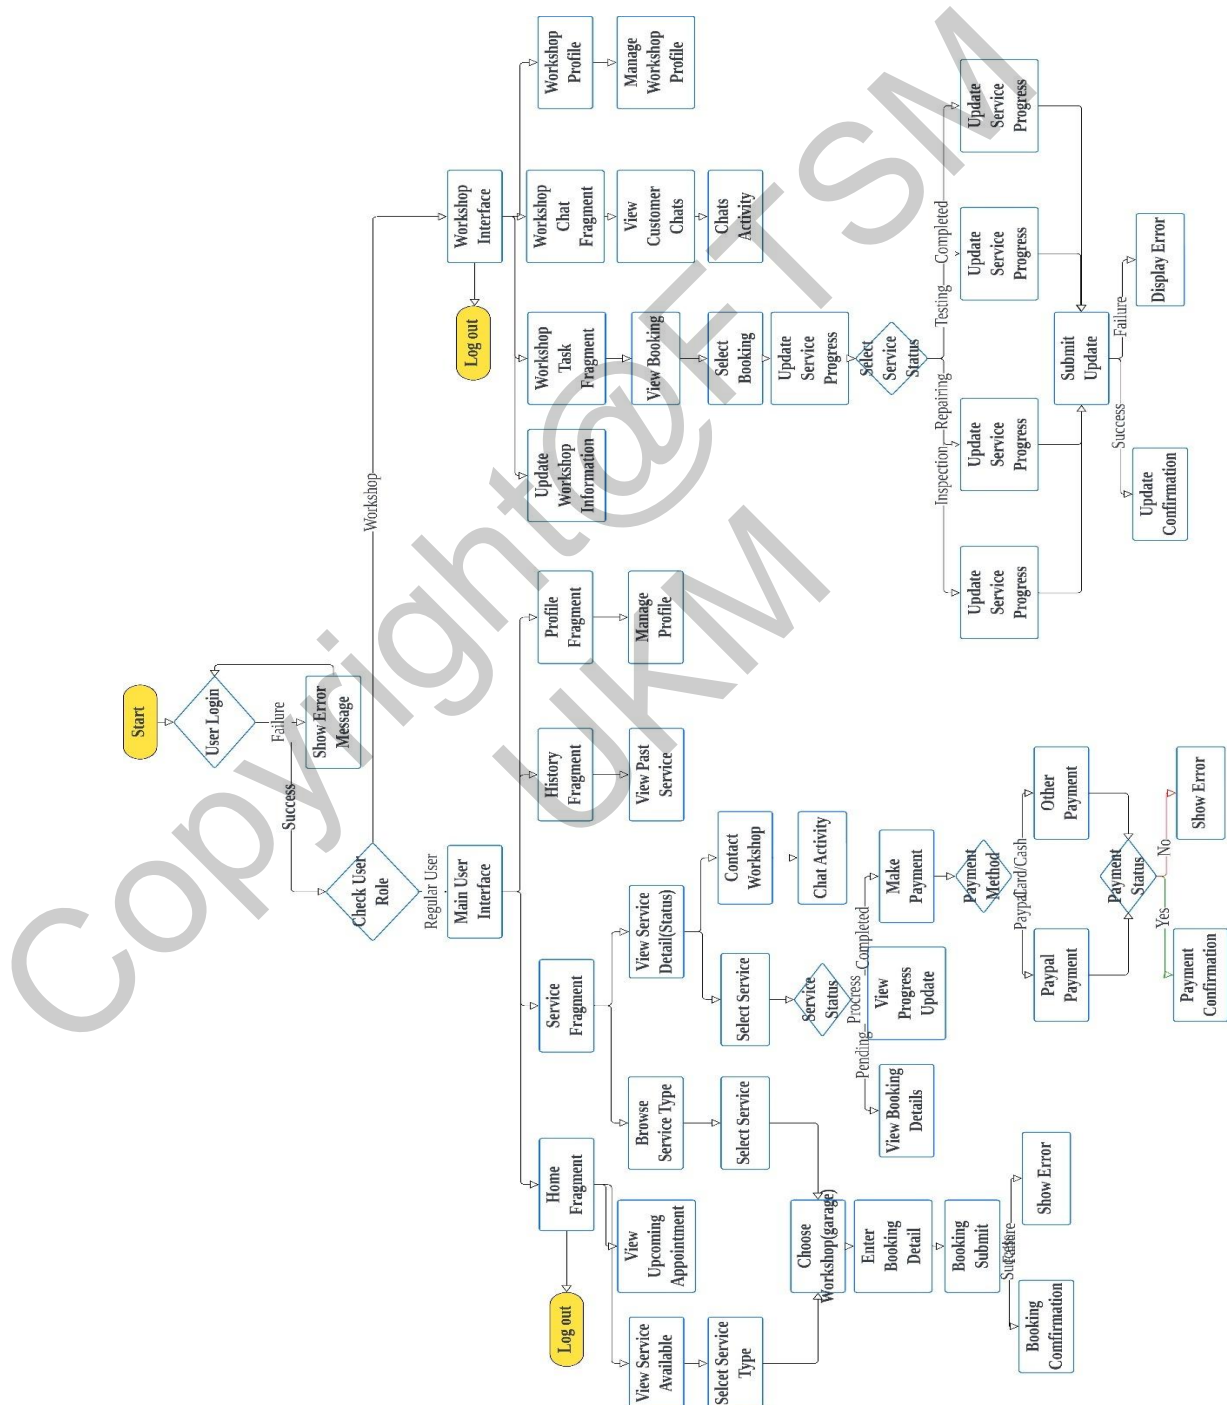 Start
User Login
Failure
Success
Show Error
Message
Check User
Role
Workshop
Regular User
Main User
Interface
Workshop
Interface
Log out
Home
Fragment
Log out
Service
Fragment
History
Fragment
Profile
Fragment
Update
Workshop
Information
Workshop
Task
Fragment
Workshop
Chat
Fragment
Workshop
Profile
View Service
Available
View
Upcoming
Appointment
Browse
Service Type
View Service
Detail(Status)
View Past
Service
Manage
Profile
View Booking
View
Customer
Chats
Manage
Workshop
Profile
Selcet Service
Type
Select Service
Select Service
Contact
Workshop
Select
Booking
Chats
Activity
Choose
Workshop(garage)
Service
Status
Chat Activity
Update
Service
Progress
Select
Service
Status
Enter
Booking
Detail
Pending
Procress
Completed
View Booking
Details
View
Progress
Update
Make
Payment
Inspection
Repairing
Testing
Completed
Booking
Submit
Payment
Method
Update
Service
Progress
Update
Service
Progress
Update
Service
Progress
Update
Service
Progress
Success
Failure
Paypal
Card/Cash
Booking
Comfirmation
Show Error
Paypal
Payment
Other
Payment
Submit
Update
Payment
Status
Success
Failure
Yes
No
Update
Confirmation
Display Error
Payment
Confirmation
Show Error
Copyright@FTSM
UKM